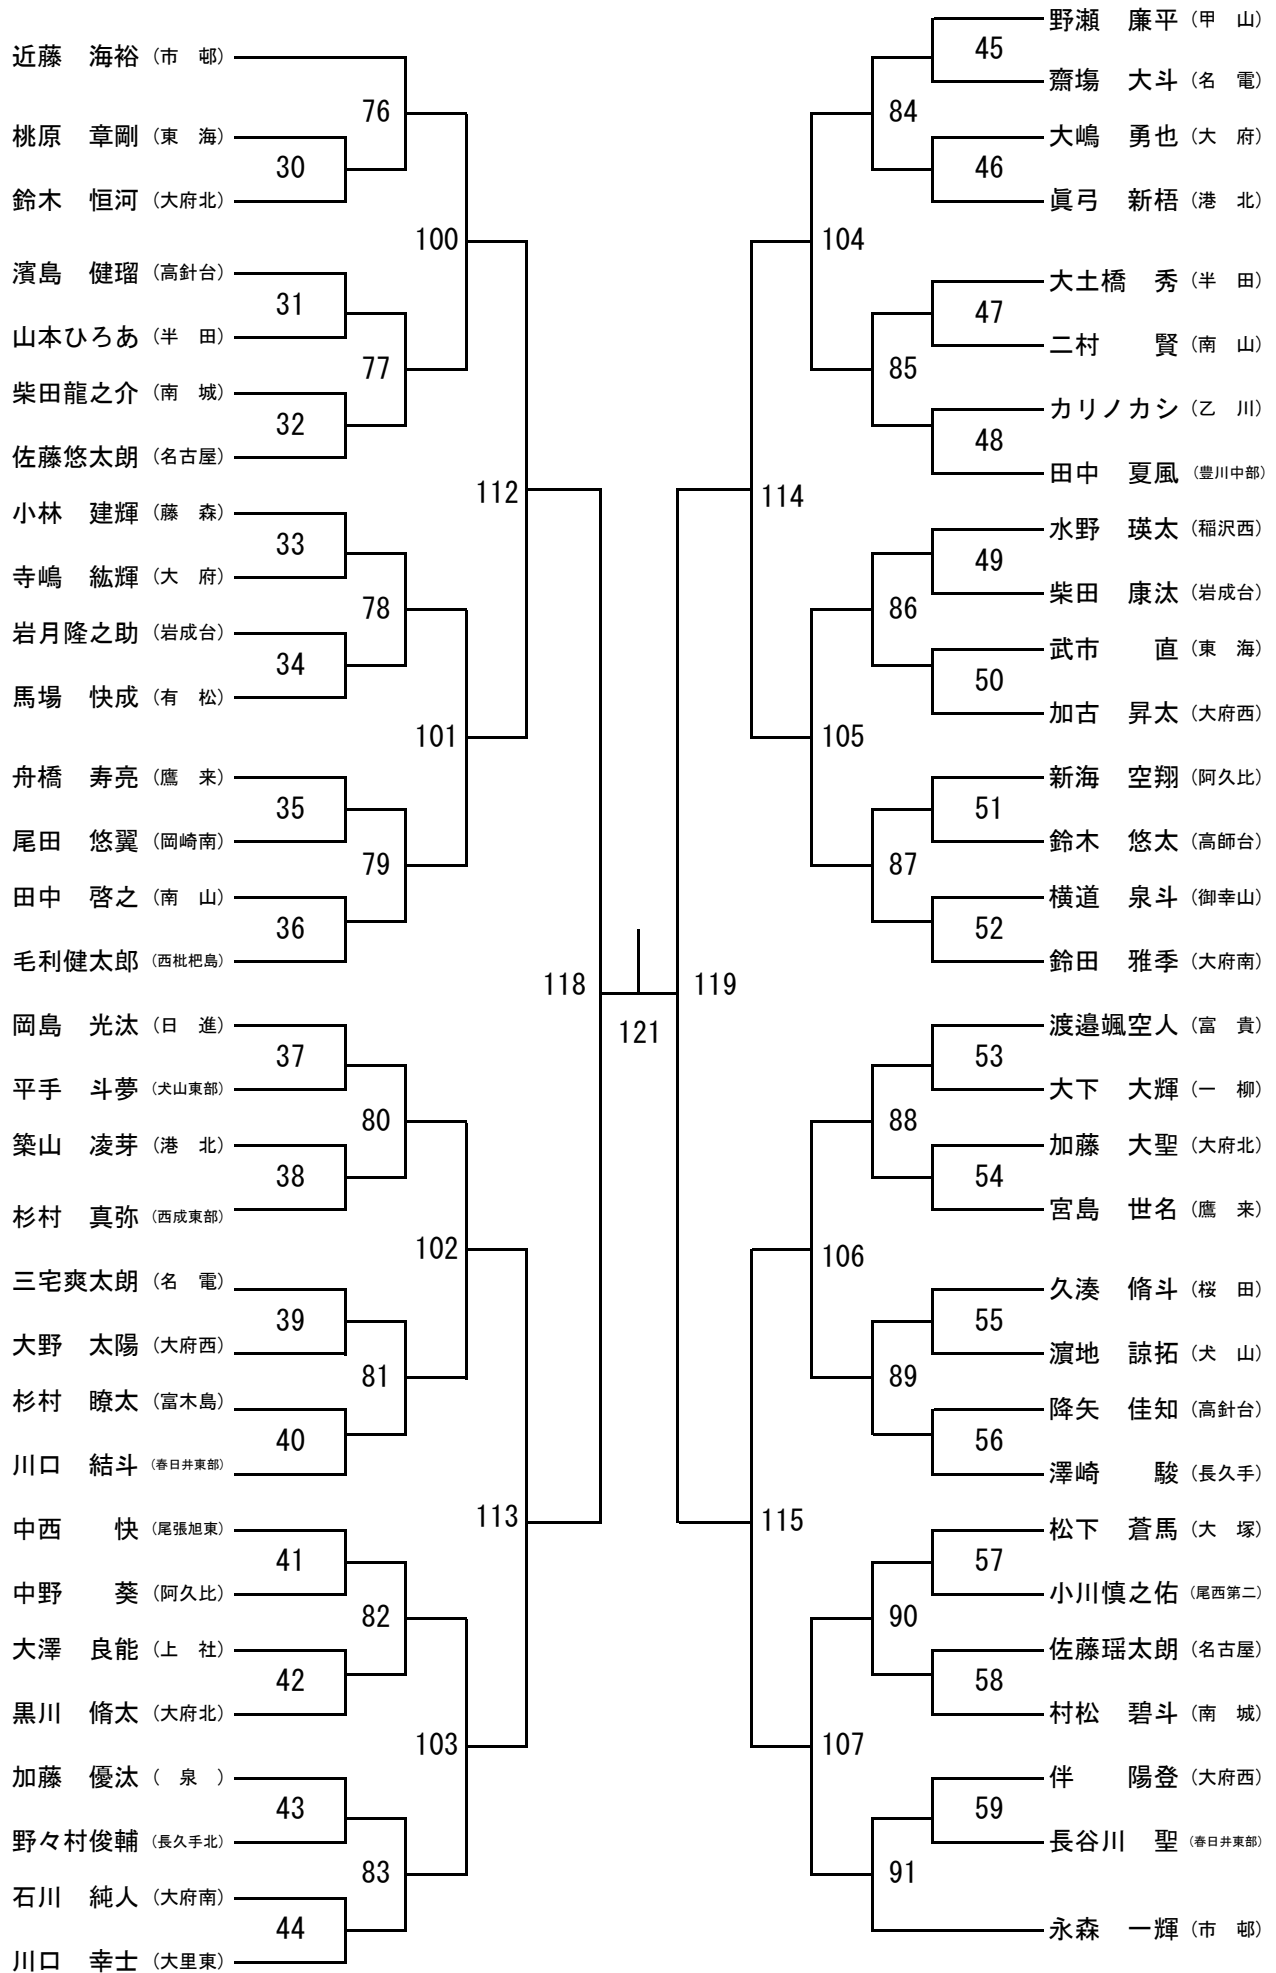 近藤　海裕（市　邨）
76
桃原　章剛（東　海）
30
鈴木　恒河（大府北）
100
濱島　健瑠（高針台）
31
山本ひろあ（半　田）
77
柴田龍之介（南　城）
32
佐藤悠太朗（名古屋）
112
小林　建輝（藤　森）
33
寺嶋　紘輝（大　府）
78
岩月隆之助（岩成台）
34
馬場　快成（有　松）
101
舟橋　寿亮（鷹　来）
35
尾田　悠翼（岡崎南）
79
田中　啓之（南　山）
36
毛利健太郎（西枇杷島）
118
岡島　光汰（日　進）
37
平手　斗夢（犬山東部）
80
築山　凌芽（港　北）
38
杉村　真弥（西成東部）
102
三宅爽太朗（名　電）
39
大野　太陽（大府西）
81
杉村　瞭太（富木島）
40
川口　結斗（春日井東部）
113
中西　　快（尾張旭東）
41
中野　　葵（阿久比）
82
大澤　良能（上　社）
42
黒川　脩太（大府北）
103
加藤　優汰（　泉　）
43
野々村俊輔（長久手北）
83
石川　純人（大府南）
44
川口　幸士（大里東）
121
野瀬　廉平（甲　山）
45
齋塲　大斗（名　電）
84
大嶋　勇也（大　府）
46
眞弓　新梧（港　北）
104
大土橋　秀（半　田）
47
二村　　賢（南　山）
85
カリノカシ（乙　川）
48
田中　夏風（豊川中部）
114
水野　瑛太（稲沢西）
49
柴田　康汰（岩成台）
86
武市　　直（東　海）
50
加古　昇太（大府西）
105
新海　空翔（阿久比）
51
鈴木　悠太（高師台）
87
横道　泉斗（御幸山）
52
鈴田　雅季（大府南）
119
渡邉颯空人（富　貴）
53
大下　大輝（一　柳）
88
加藤　大聖（大府北）
54
宮島　世名（鷹　来）
106
久湊　脩斗（桜　田）
55
濵地　諒拓（犬　山）
89
降矢　佳知（高針台）
56
澤崎　　駿（長久手）
115
松下　蒼馬（大　塚）
57
小川慎之佑（尾西第二）
90
佐藤瑶太朗（名古屋）
58
村松　碧斗（南　城）
107
伴　　陽登（大府西）
59
長谷川　聖（春日井東部）
91
永森　一輝（市　邨）